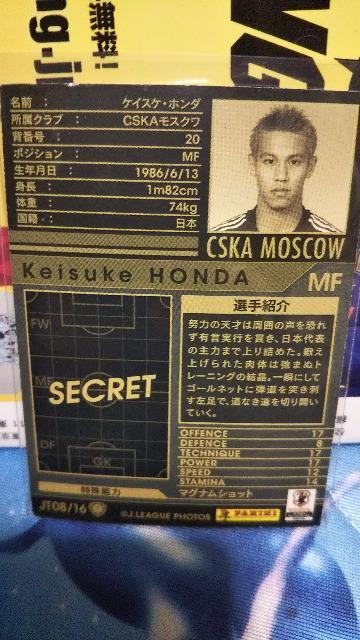 無料!
ng.j
名前 : ケイスケ・ホンダ
所属クラブ : CSKAモスクワ
背番号 : 20
ポジション : MF
生年月日 : 1986/6/13
身長 : 1m82cm
体重 : 74kg
国籍 : 日本
CSKA MOSCOW
Keisuke HONDA MF
選手紹介
努力の天才は周囲の声を恐れ
ず有言実行を貫き、日本代表
の主力まで上り詰めた。鍛え
上げられた肉体は弛まぬト
レーニングの結晶。一瞬にして
ゴールネットに弾道を突き刺
す左足で、道なき道を切り開い
ていく。
FW
MF
SECRET
DF
GK
OFFENCE 17
DEFENCE 8
TECHNIQUE 17
POWER 17
SPEED 12
STAMINA 14
特殊能力 マグナムショット
JT08/16 ©J.LEAGUE PHOTOS PANINI